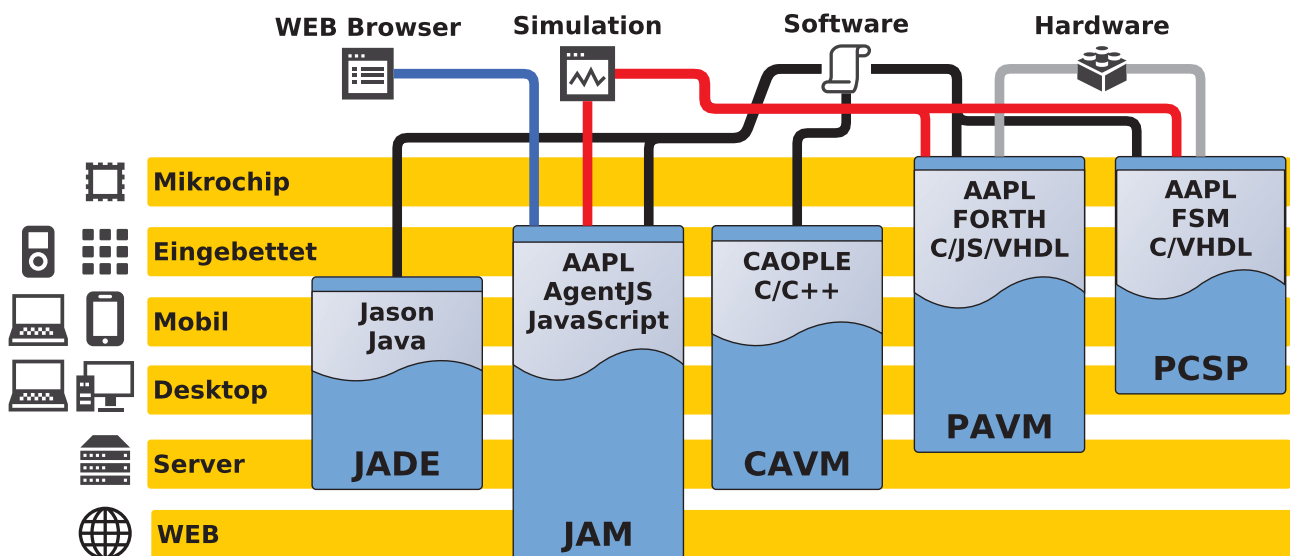 WEB Browser
Simulation
Software
Hardware
Mikrochip
Eingebettet
Mobil
Desktop
Server
WEB
Jason
Java
JADE
AAPL
AgentJS
JavaScript
JAM
CAOPLE
C/C++
CAVM
AAPL
FORTH
C/JS/VHDL
PAVM
AAPL
FSM
C/VHDL
PCSP